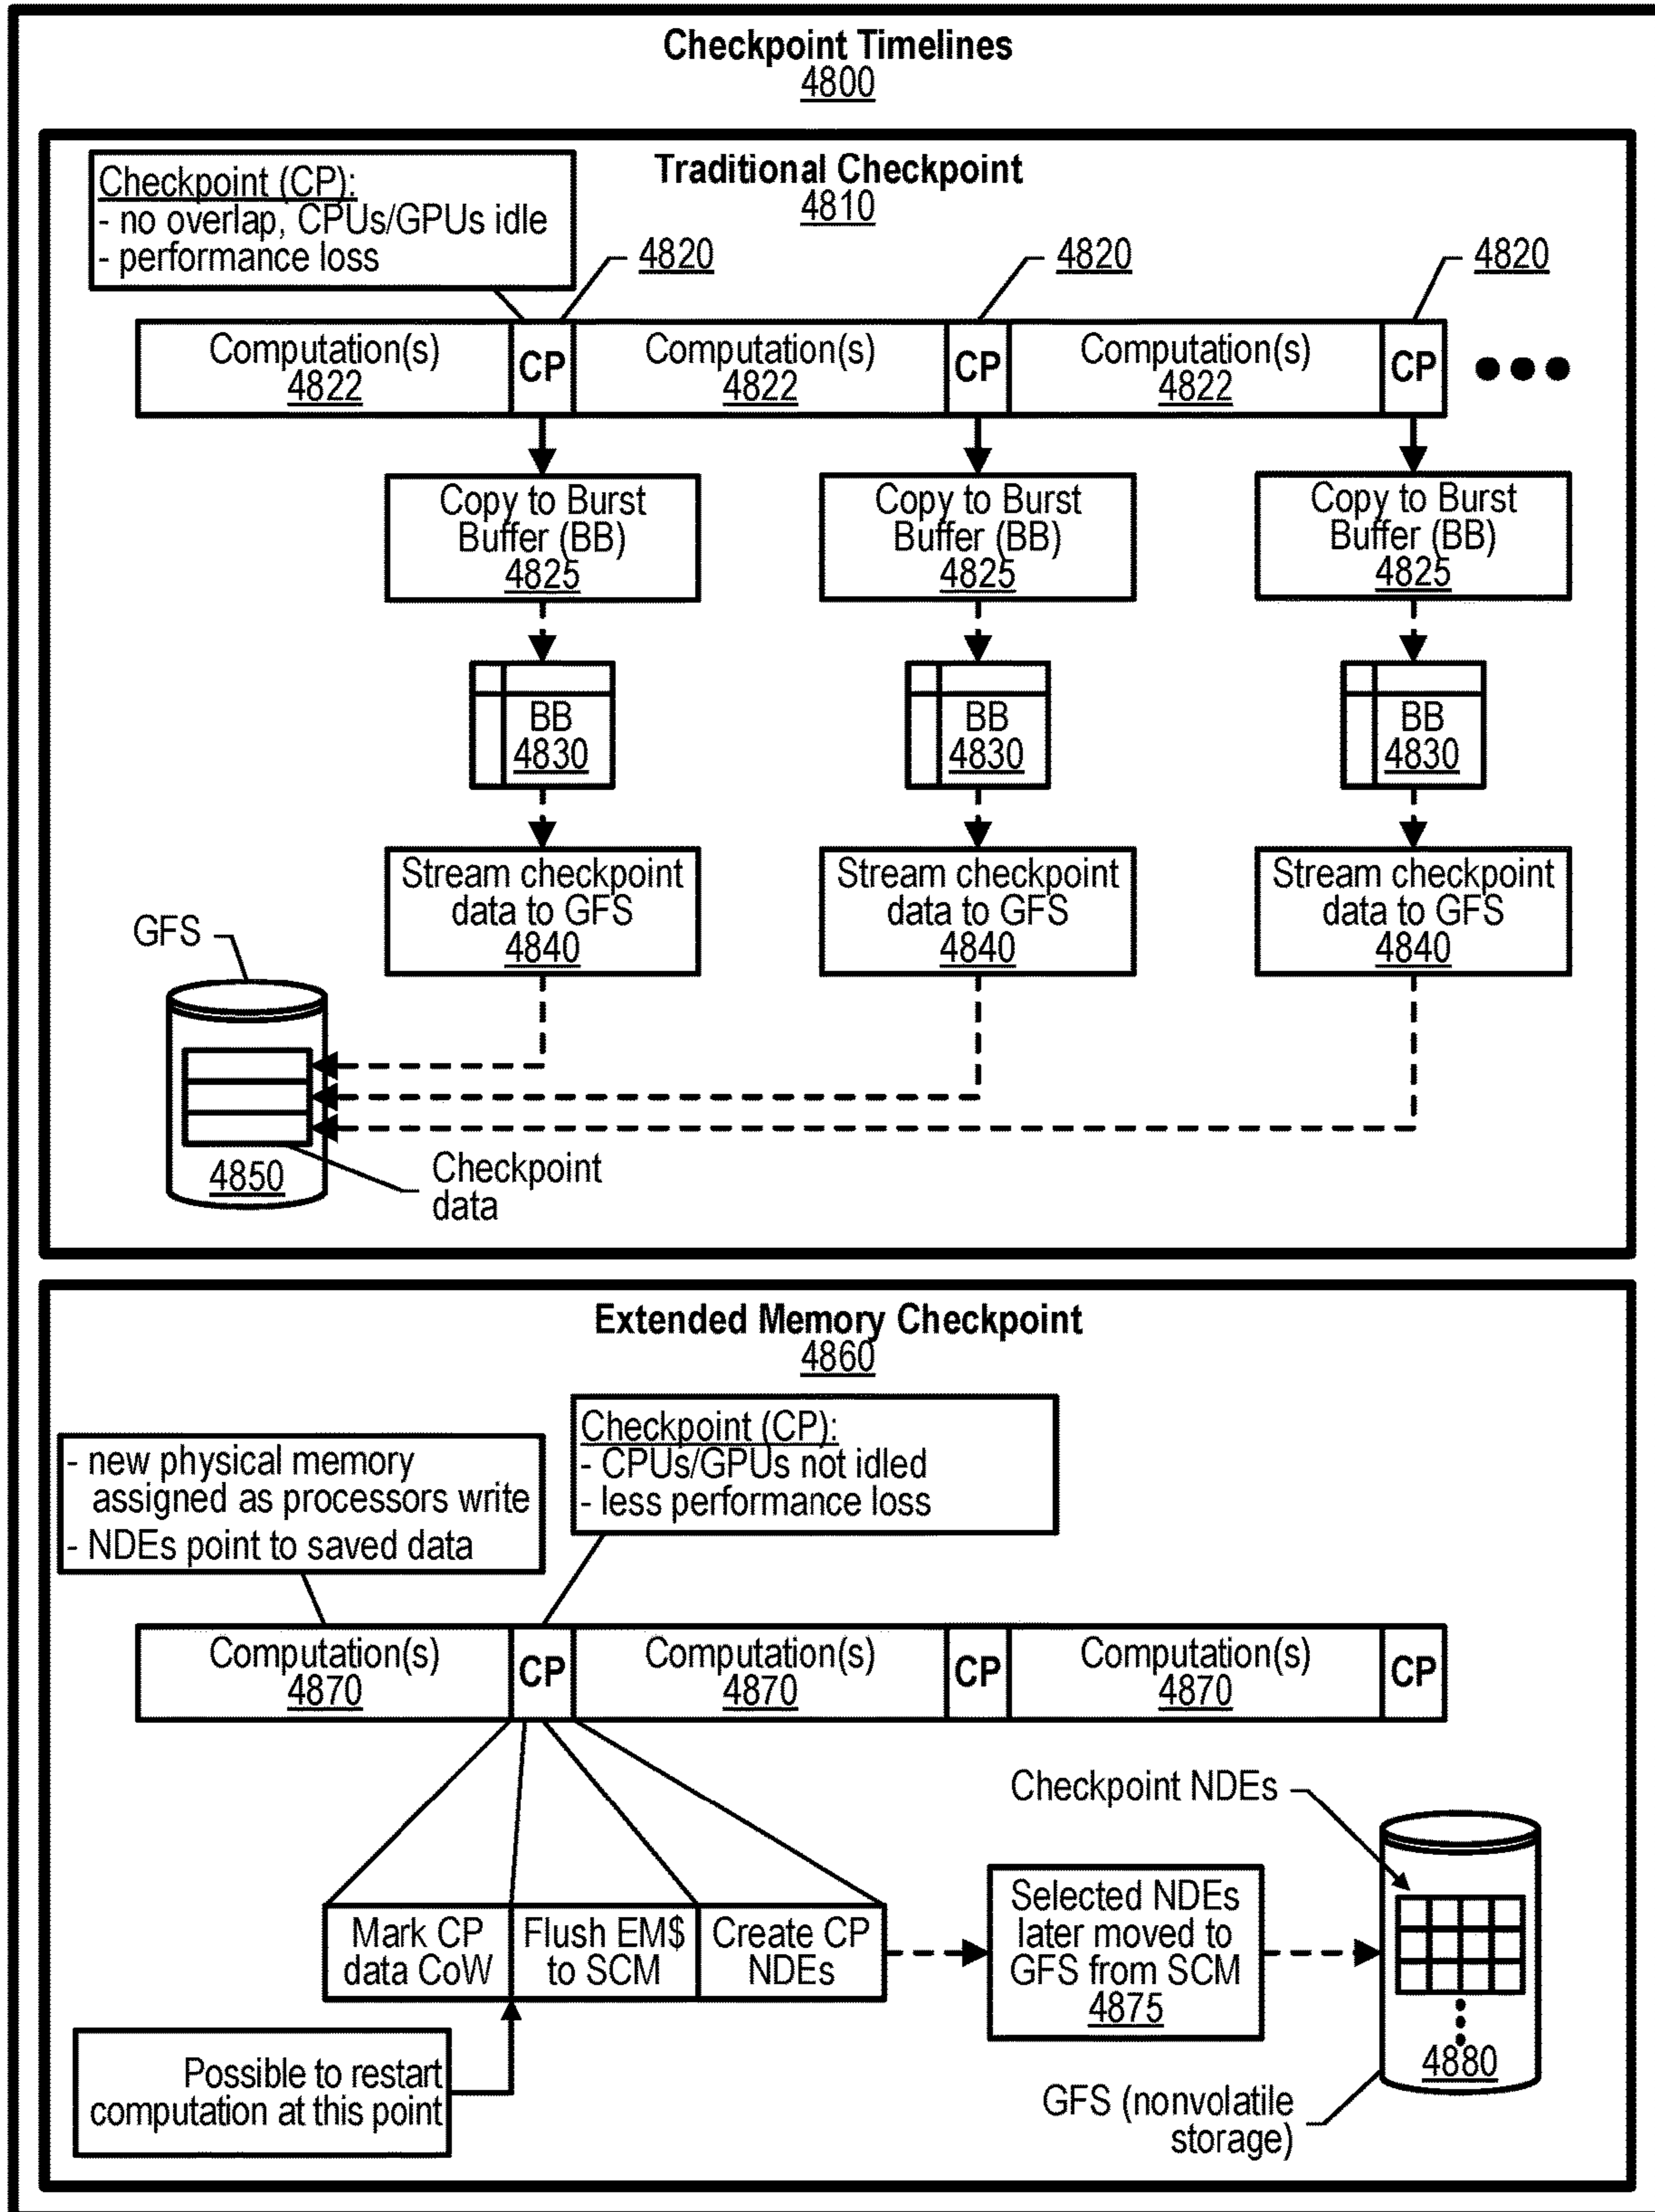 Checkpoint Timelines
4800
Traditional Checkpoint
4810
Checkpoint (CP):
- no overlap, CPUs/GPUs idle
- performance loss
4820
4820
4820
Computation(s)
4822
CP
Computation(s)
4822
CP
Computation(s)
4822
CP
Copy to Burst
Buffer (BB)
4825
Copy to Burst
Buffer (BB)
4825
Copy to Burst
Buffer (BB)
4825
BB
4830
BB
4830
BB
4830
Stream checkpoint
data to GFS
4840
Stream checkpoint
data to GFS
4840
Stream checkpoint
data to GFS
4840
GFS
4850
Checkpoint
data
Extended Memory Checkpoint
4860
- new physical memory
assigned as processors write
- NDEs point to saved data
Checkpoint (CP):
- CPUs/GPUs not idled
- less performance loss
Computation(s)
4870
CP
Computation(s)
4870
CP
Computation(s)
4870
CP
Mark CP
data CoW
Flush EM$
to SCM
Create CP
NDEs
Possible to restart
computation at this point
Selected NDEs
later moved to
GFS from SCM
4875
Checkpoint NDEs
4880
GFS (nonvolatile
storage)